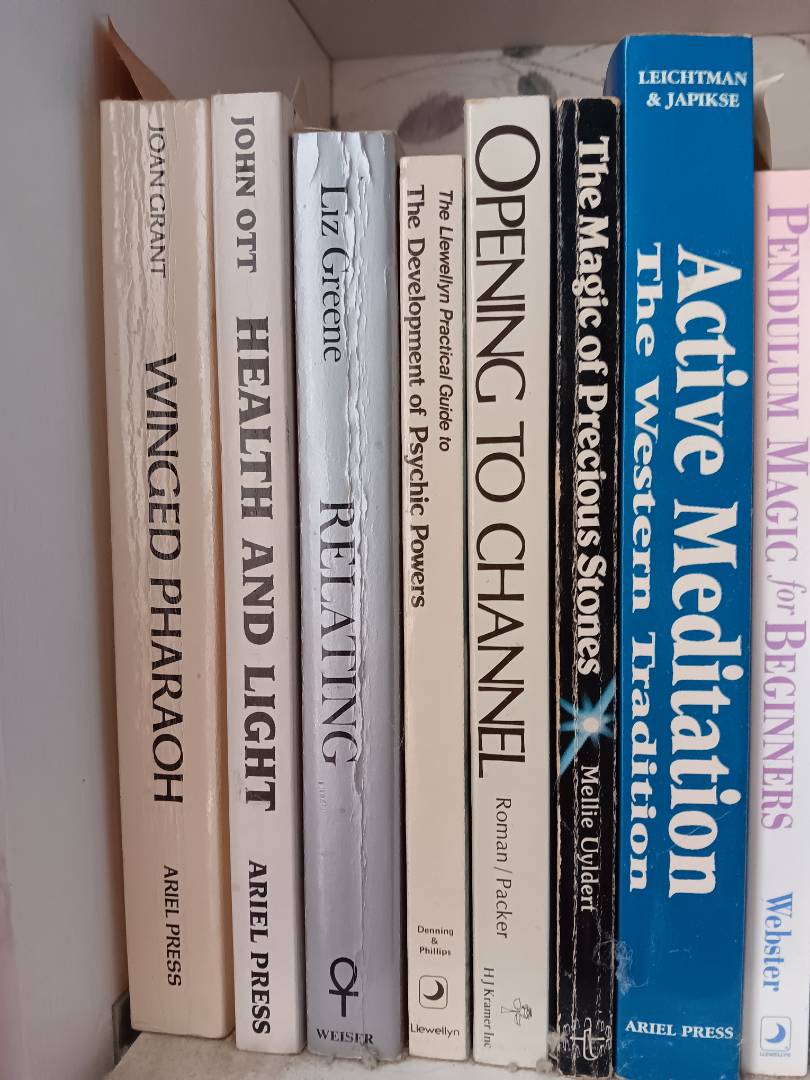 JOAN GRANT WINGED PHARAOH ARIEL PRESS
JOHN OTT HEALTH AND LIGHT ARIEL PRESS
Liz Greene RELATING WEISER
The Llewellyn Practical Guide to
The Development of Psychic Powers
Denning
&
Phillips
Llewellyn
OPENING TO CHANNEL Roman / Packer HJ Kramer Inc
The Magic of Precious Stones Mellie Uyldert
LEICHTMAN
& JAPIKSE
Active Meditation
The Western Tradition
ARIEL PRESS
PENDULUM MAGIC for BEGINNERS Webster
LLEWELLYN